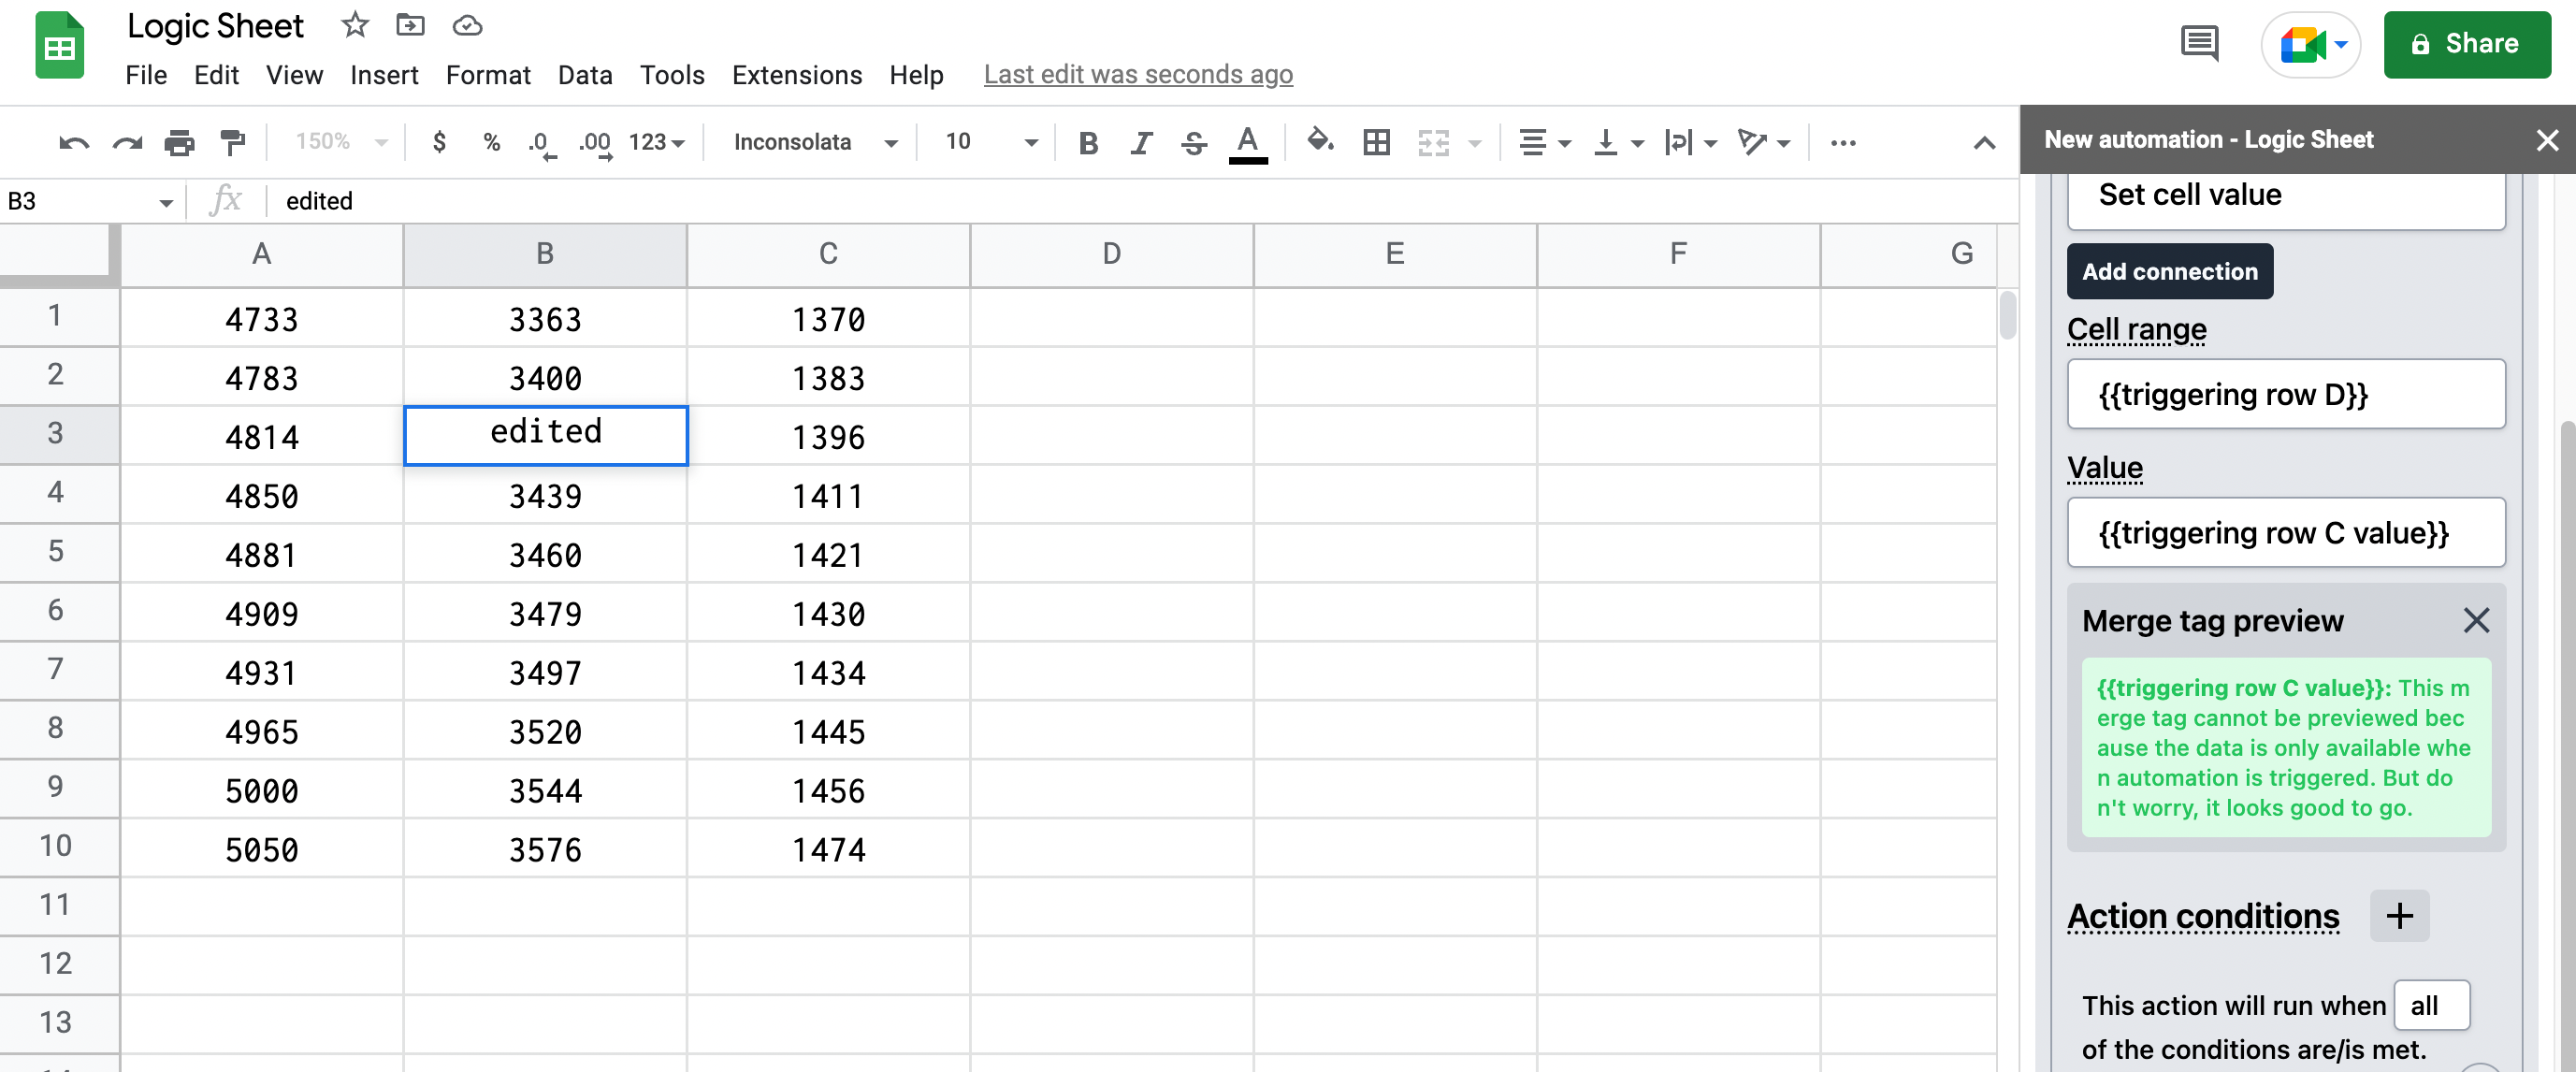 Logic Sheet
File Edit View Insert Format Data Tools Extensions Help Last edit was seconds ago
Share
150% $ % .0 .00 123 Inconsolata 10 B I S A
New automation - Logic Sheet
B3 fx edited
A B C D E F G
1 4733 3363 1370
2 4783 3400 1383
3 4814 edited 1396
4 4850 3439 1411
5 4881 3460 1421
6 4909 3479 1430
7 4931 3497 1434
8 4965 3520 1445
9 5000 3544 1456
10 5050 3576 1474
11
12
13
Set cell value
Add connection
Cell range
{{triggering row D}}
Value
{{triggering row C value}}
Merge tag preview
{{triggering row C value}}: This m
erge tag cannot be previewed bec
ause the data is only available whe
n automation is triggered. But do
n't worry, it looks good to go.
Action conditions +
This action will run when all
of the conditions are/is met.